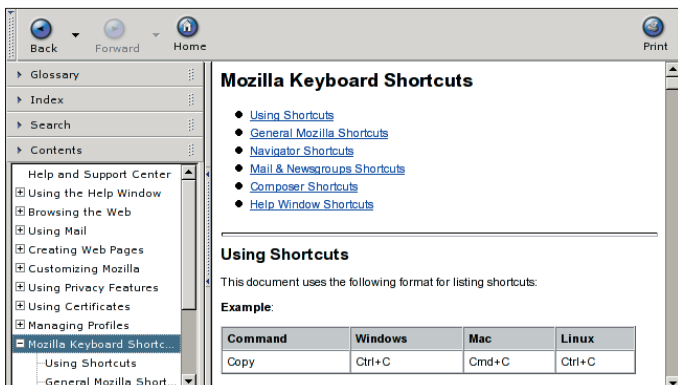 Back
Forward
Home
Print
Glossary
Index
Search
Contents
Help and Support Center
Using the Help Window
Browsing the Web
Using Mail
Creating Web Pages
Customizing Mozilla
Using Privacy Features
Using Certificates
Managing Profiles
Mozilla Keyboard Shortc...
Using Shortcuts
General Mozilla Short...
Mozilla Keyboard Shortcuts
Using Shortcuts
General Mozilla Shortcuts
Navigator Shortcuts
Mail & Newsgroups Shortcuts
Composer Shortcuts
Help Window Shortcuts
Using Shortcuts
This document uses the following format for listing shortcuts:
Example:
Command Windows Mac Linux
Copy Ctrl+C Cmd+C Ctrl+C